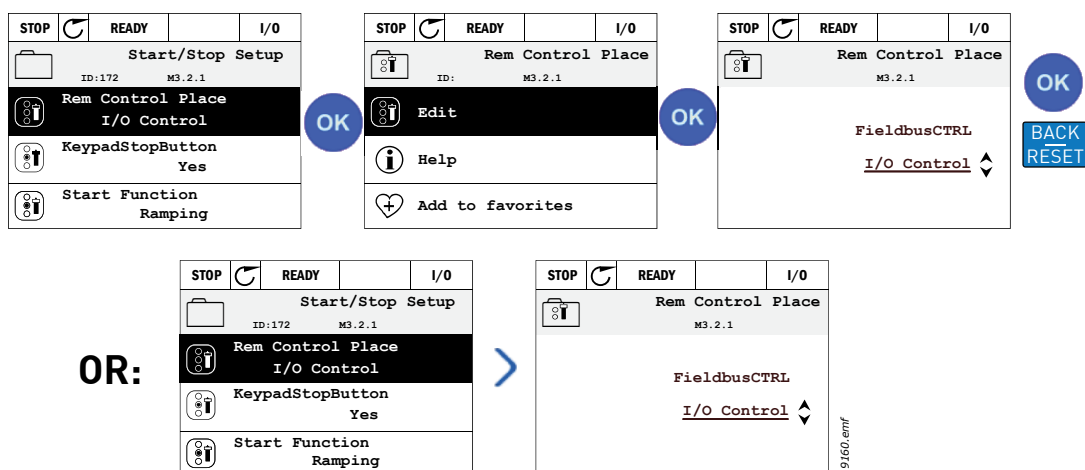 STOP READY I/O
Start/Stop Setup
ID:172 M3.2.1
Rem Control Place
I/O Control
KeypadStopButton
Yes
Start Function
Ramping
OK
STOP READY I/O
Rem Control Place
ID: M3.2.1
Edit
Help
Add to favorites
OK
STOP READY I/O
Rem Control Place
M3.2.1
FieldbusCTRL
I/O Control
OK
BACK
RESET
OR:
STOP READY I/O
Start/Stop Setup
ID:172 M3.2.1
Rem Control Place
I/O Control
KeypadStopButton
Yes
Start Function
Ramping
STOP READY I/O
Rem Control Place
M3.2.1
FieldbusCTRL
I/O Control
9160.emf